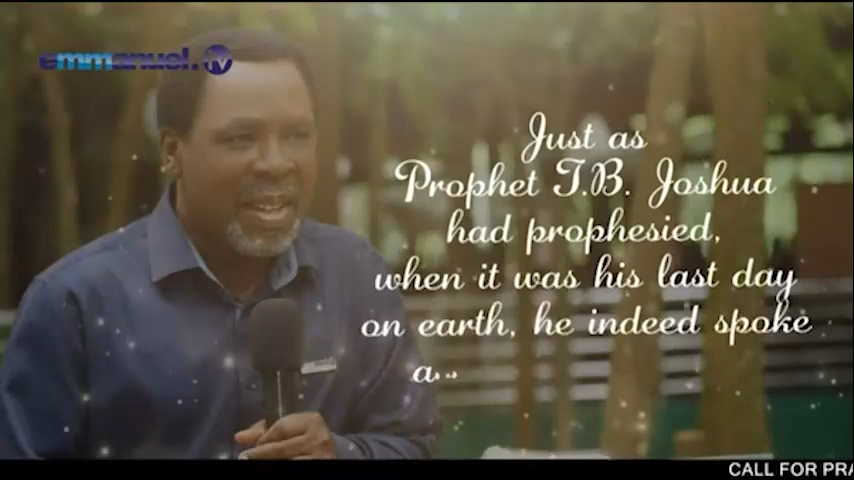 emmanuel.TV
Just as
Prophet T.B. Joshua
had prophesied,
when it was his last day
on earth, he indeed spoke
a
CALL FOR PRA